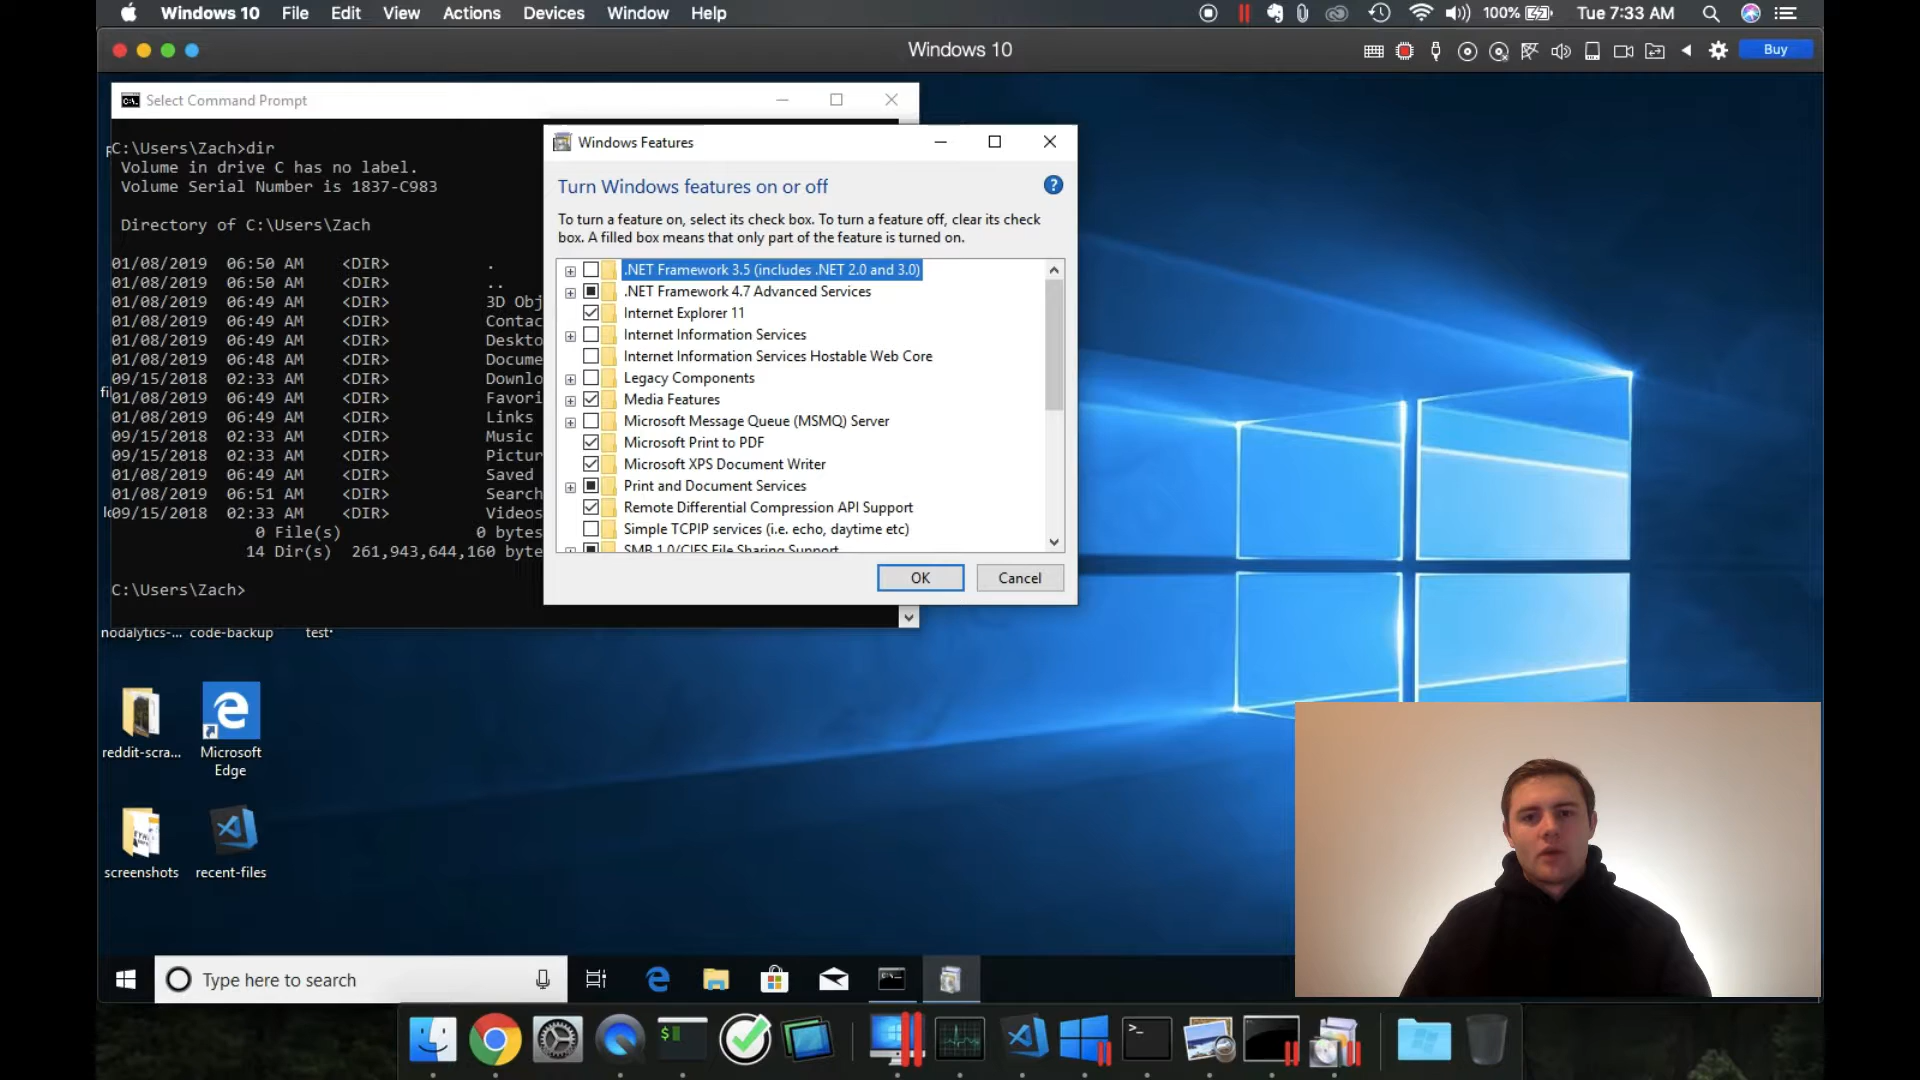 Windows 10 File Edit View Actions Devices Window Help 100% Tue 7:33 AM
Windows 10
Buy
Select Command Prompt
C:\Users\Zach>dir
Volume in drive C has no label.
Volume Serial Number is 1837-C983
Directory of C:\Users\Zach
01/08/2019 06:50 AM <DIR> .
01/08/2019 06:50 AM <DIR> ..
01/08/2019 06:49 AM <DIR> 3D Obj
01/08/2019 06:49 AM <DIR> Contac
01/08/2019 06:49 AM <DIR> Deskto
01/08/2019 06:48 AM <DIR> Docume
09/15/2018 02:33 AM <DIR> Downlo
01/08/2019 06:49 AM <DIR> Favori
01/08/2019 06:49 AM <DIR> Links
09/15/2018 02:33 AM <DIR> Music
09/15/2018 02:33 AM <DIR> Pictur
01/08/2019 06:49 AM <DIR> Saved
01/08/2019 06:51 AM <DIR> Search
09/15/2018 02:33 AM <DIR> Videos
0 File(s) 0 bytes
14 Dir(s) 261,943,644,160 byte
C:\Users\Zach>
Windows Features
Turn Windows features on or off
To turn a feature on, select its check box. To turn a feature off, clear its check
box. A filled box means that only part of the feature is turned on.
.NET Framework 3.5 (includes .NET 2.0 and 3.0)
.NET Framework 4.7 Advanced Services
Internet Explorer 11
Internet Information Services
Internet Information Services Hostable Web Core
Legacy Components
Media Features
Microsoft Message Queue (MSMQ) Server
Microsoft Print to PDF
Microsoft XPS Document Writer
Print and Document Services
Remote Differential Compression API Support
Simple TCPIP services (i.e. echo, daytime etc)
SMB 1.0/CIFS File Sharing Support
OK Cancel
nodalytics-... code-backup test
reddit-scra... Microsoft
Edge
screenshots recent-files
Type here to search